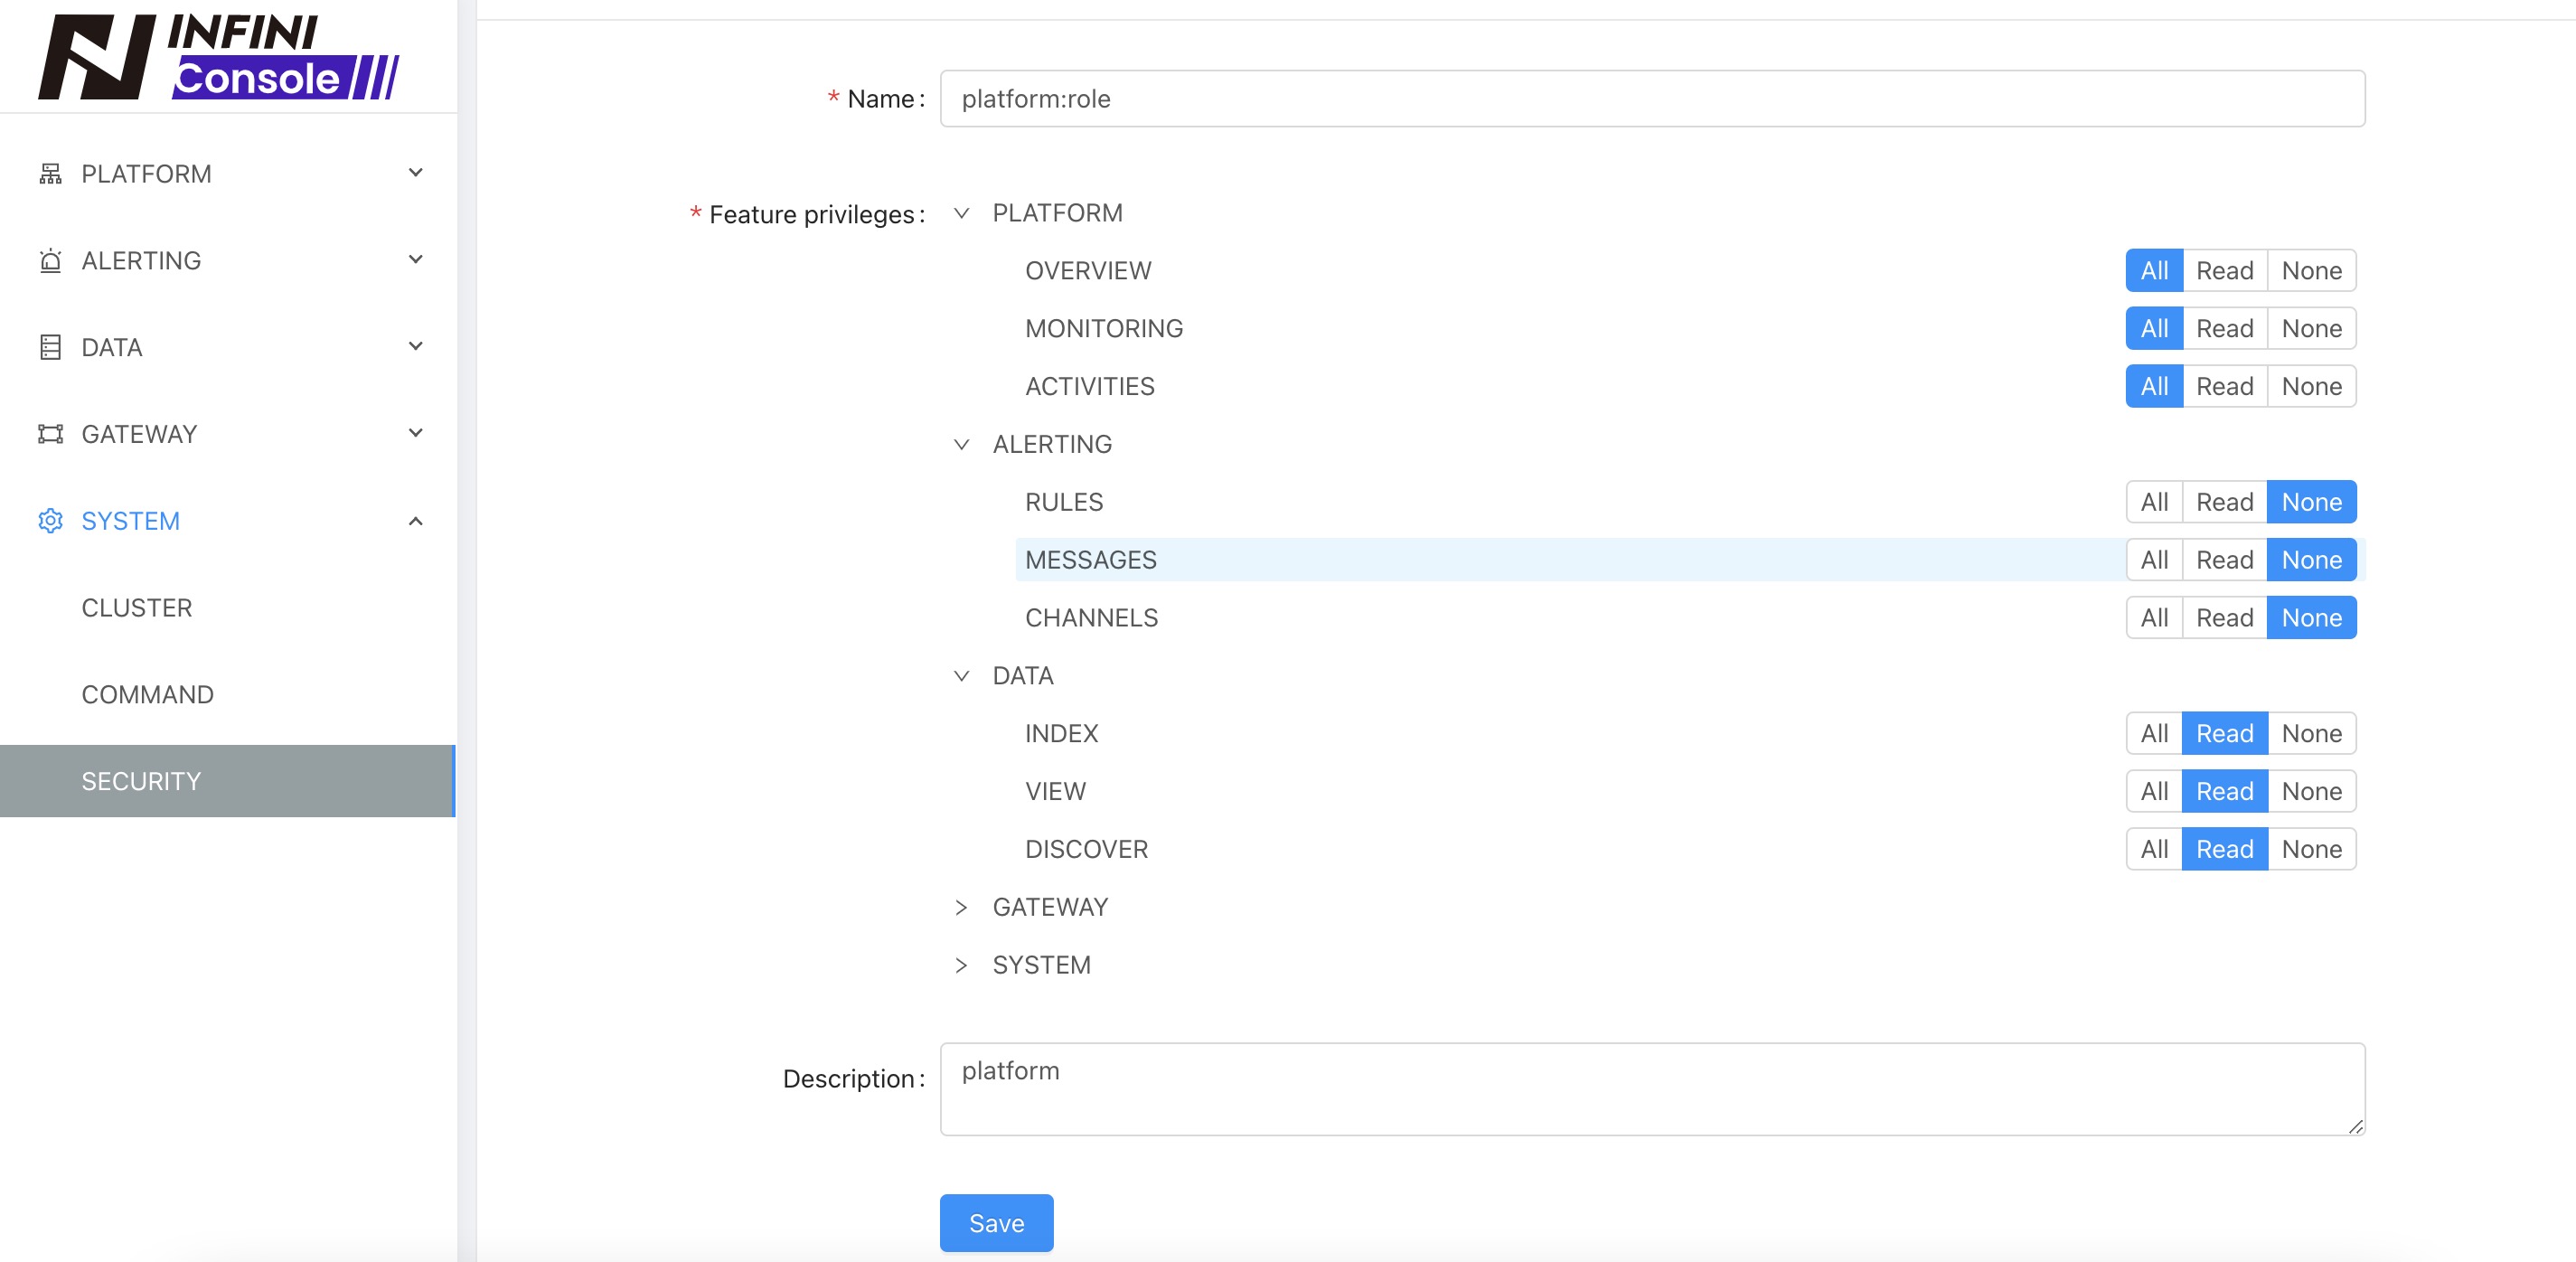 INFINI
Console
PLATFORM
ALERTING
DATA
GATEWAY
SYSTEM
CLUSTER
COMMAND
SECURITY
* Name : platform:role
* Feature privileges : PLATFORM
OVERVIEW All Read None
MONITORING All Read None
ACTIVITIES All Read None
ALERTING
RULES All Read None
MESSAGES All Read None
CHANNELS All Read None
DATA
INDEX All Read None
VIEW All Read None
DISCOVER All Read None
GATEWAY
SYSTEM
Description : platform
Save